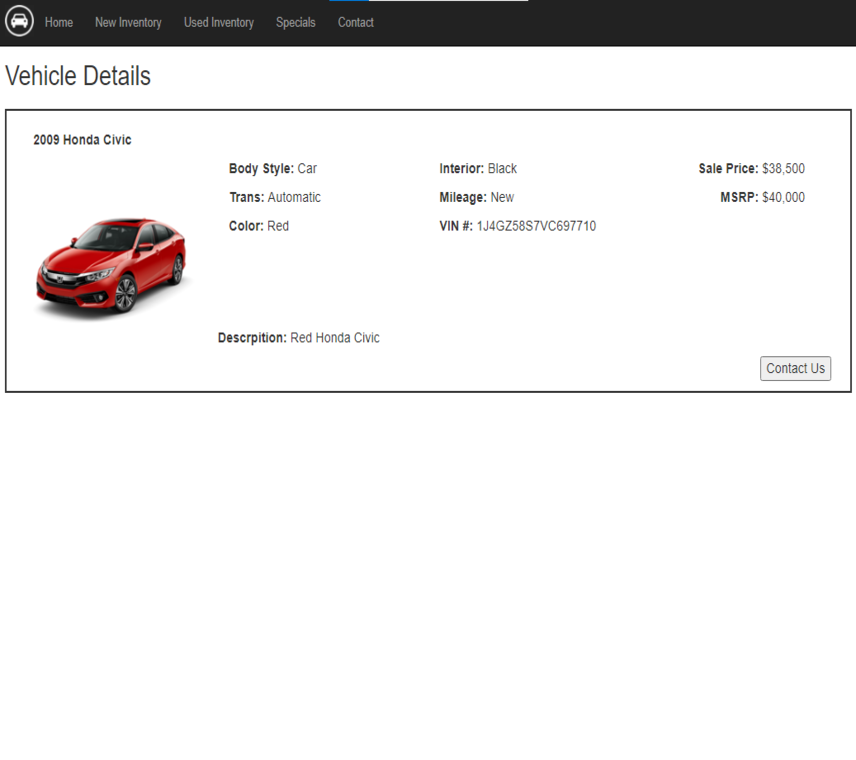 Home New Inventory Used Inventory Specials Contact
Vehicle Details
2009 Honda Civic
Body Style: Car Interior: Black Sale Price: $38,500
Trans: Automatic Mileage: New MSRP: $40,000
Color: Red VIN #: 1J4GZ58S7VC697710
Descrpition: Red Honda Civic
Contact Us